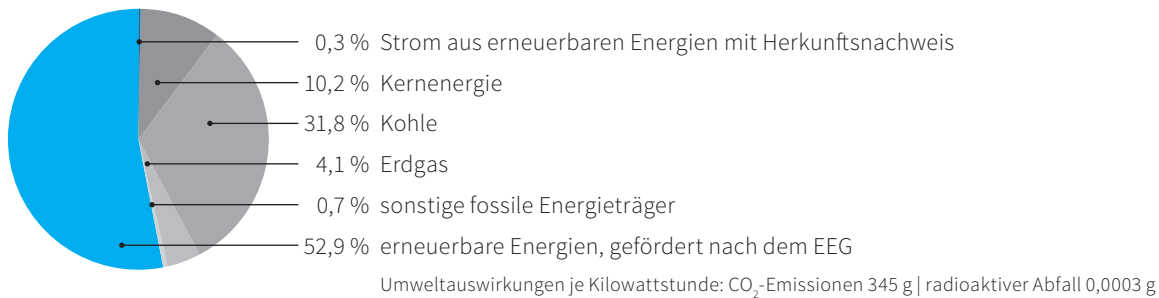 0,3 % Strom aus erneuerbaren Energien mit Herkunftsnachweis
10,2 % Kernenergie
31,8 % Kohle
4,1 % Erdgas
0,7 % sonstige fossile Energieträger
52,9 % erneuerbare Energien, gefördert nach dem EEG
Umweltauswirkungen je Kilowattstunde: CO₂-Emissionen 345 g | radioaktiver Abfall 0,0003 g